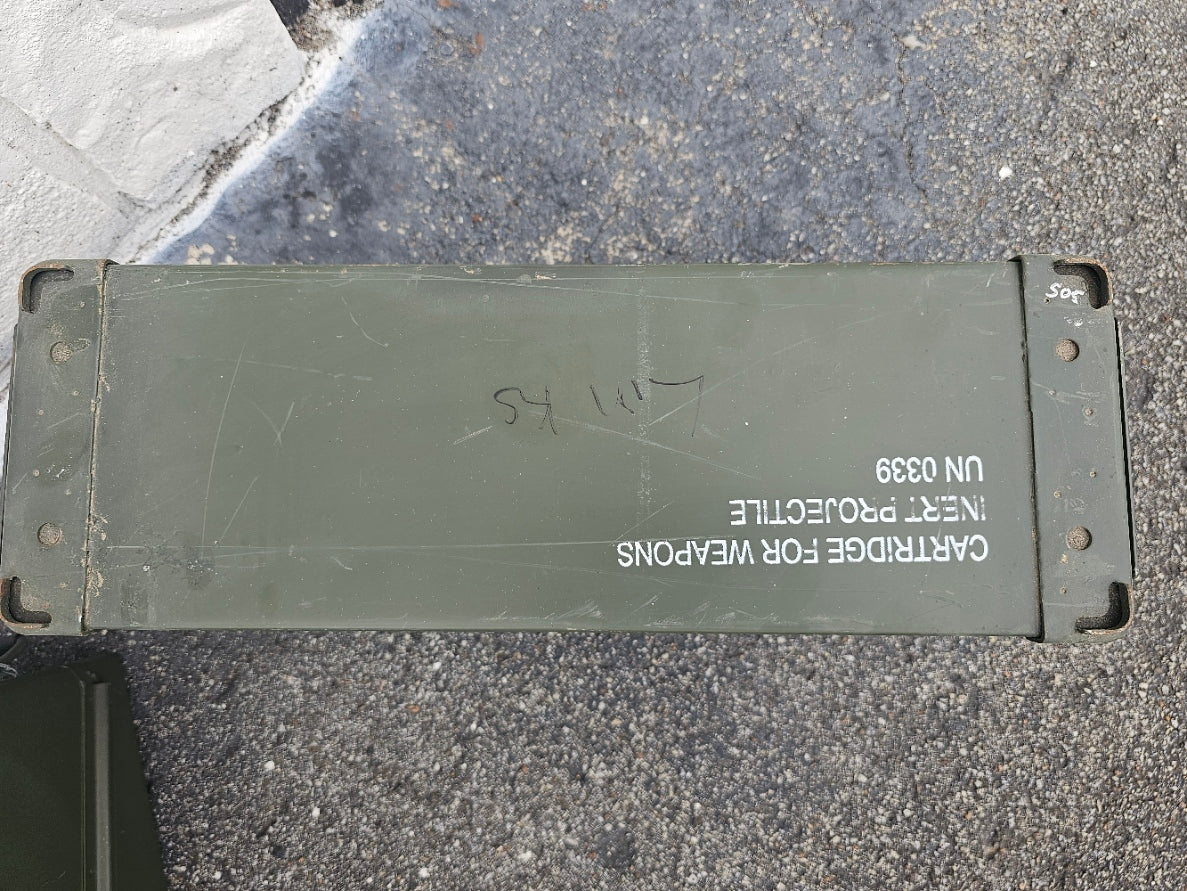 CARTRIDGE FOR WEAPONS
INERT PROJECTILE
UN 0339